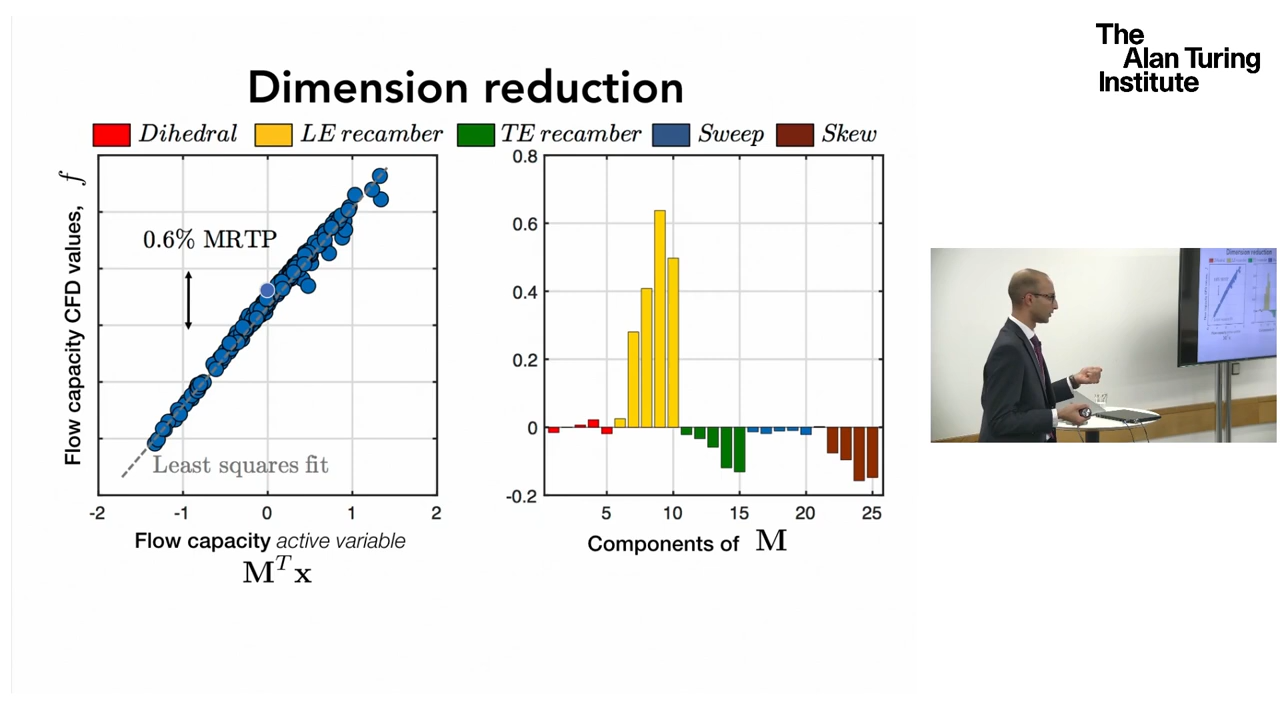 The
Alan Turing
Institute
Dimension reduction
Dihedral LE recamber TE recamber Sweep Skew
Flow capacity CFD values, f
0.6% MRTP
Least squares fit
-2 -1 0 1 2
Flow capacity active variable
M^T x
0.8
0.6
0.4
0.2
0
-0.2
5 10 15 20 25
Components of M
Dimension reduction